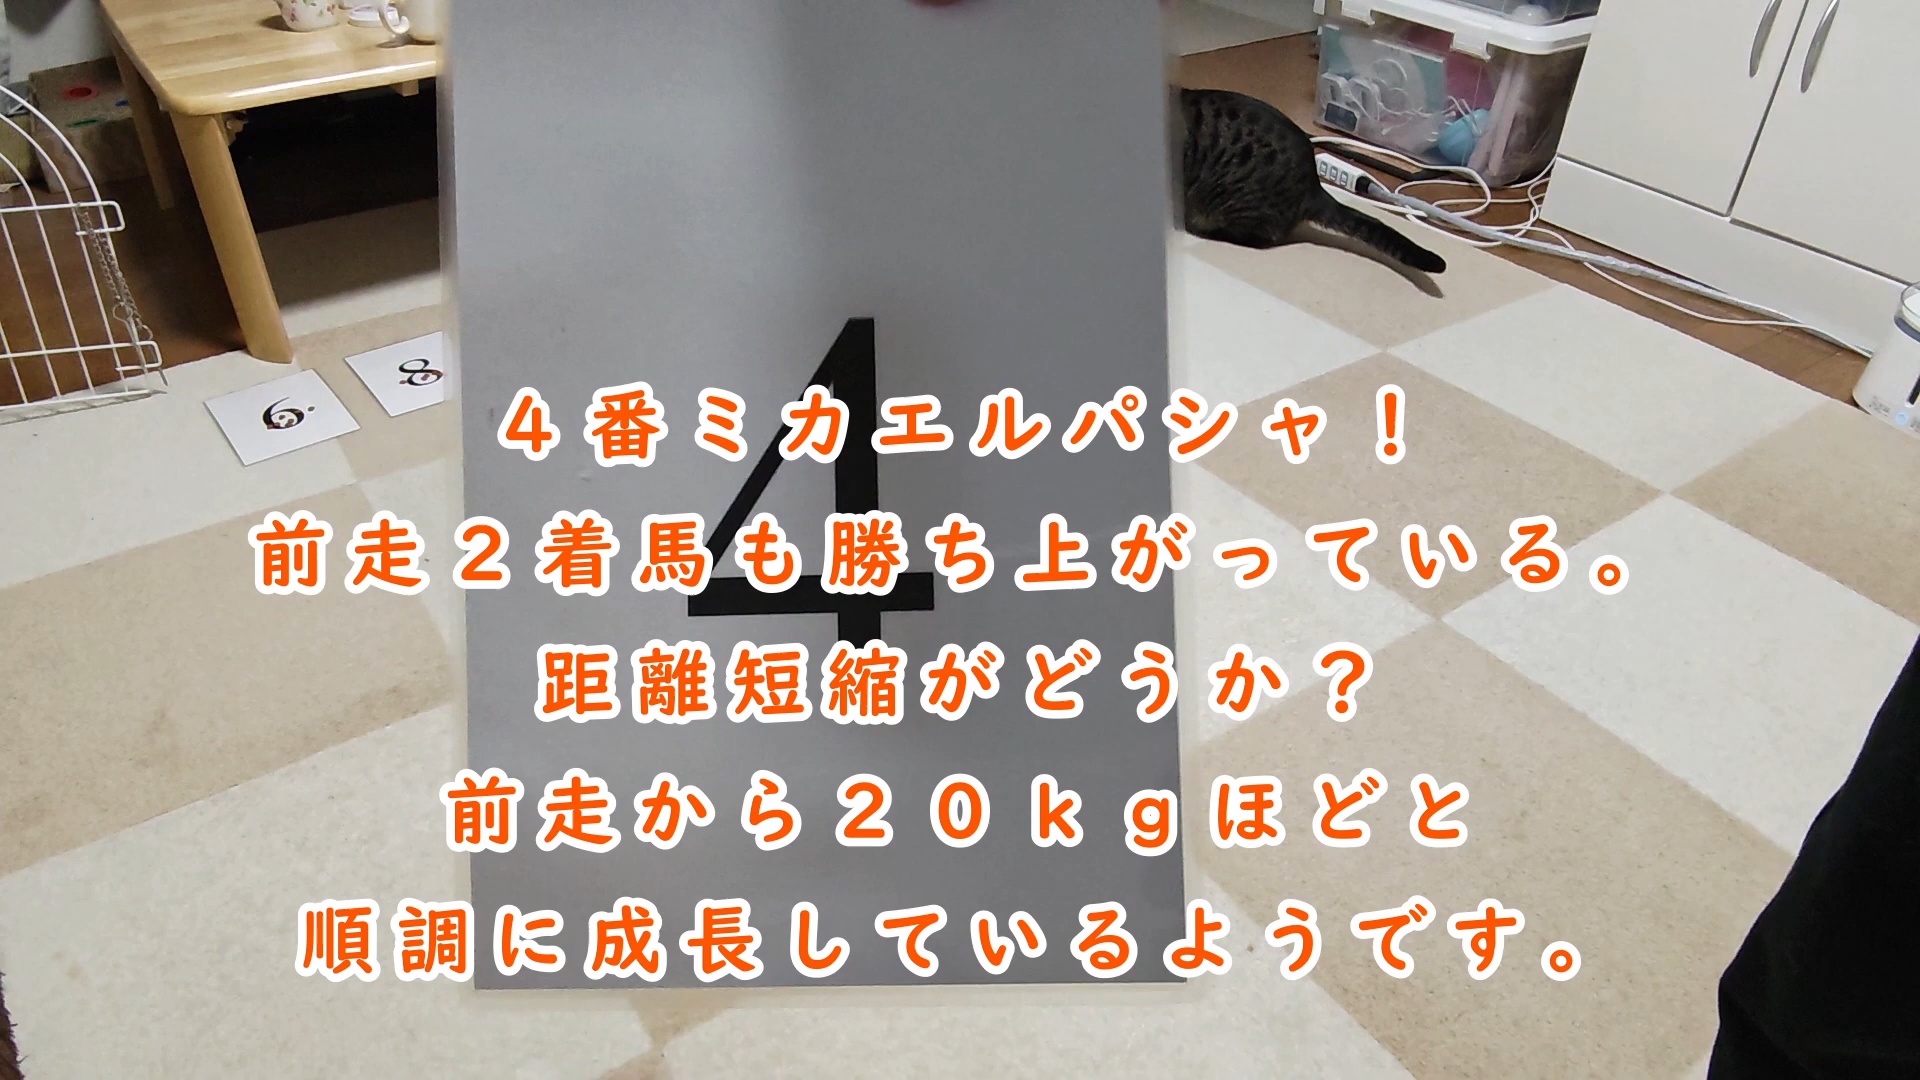 8
6
4
４番ミカエルパシャ！
前走２着馬も勝ち上がっている。
距離短縮がどうか？
前走から２０ｋｇほどと
順調に成長しているようです。